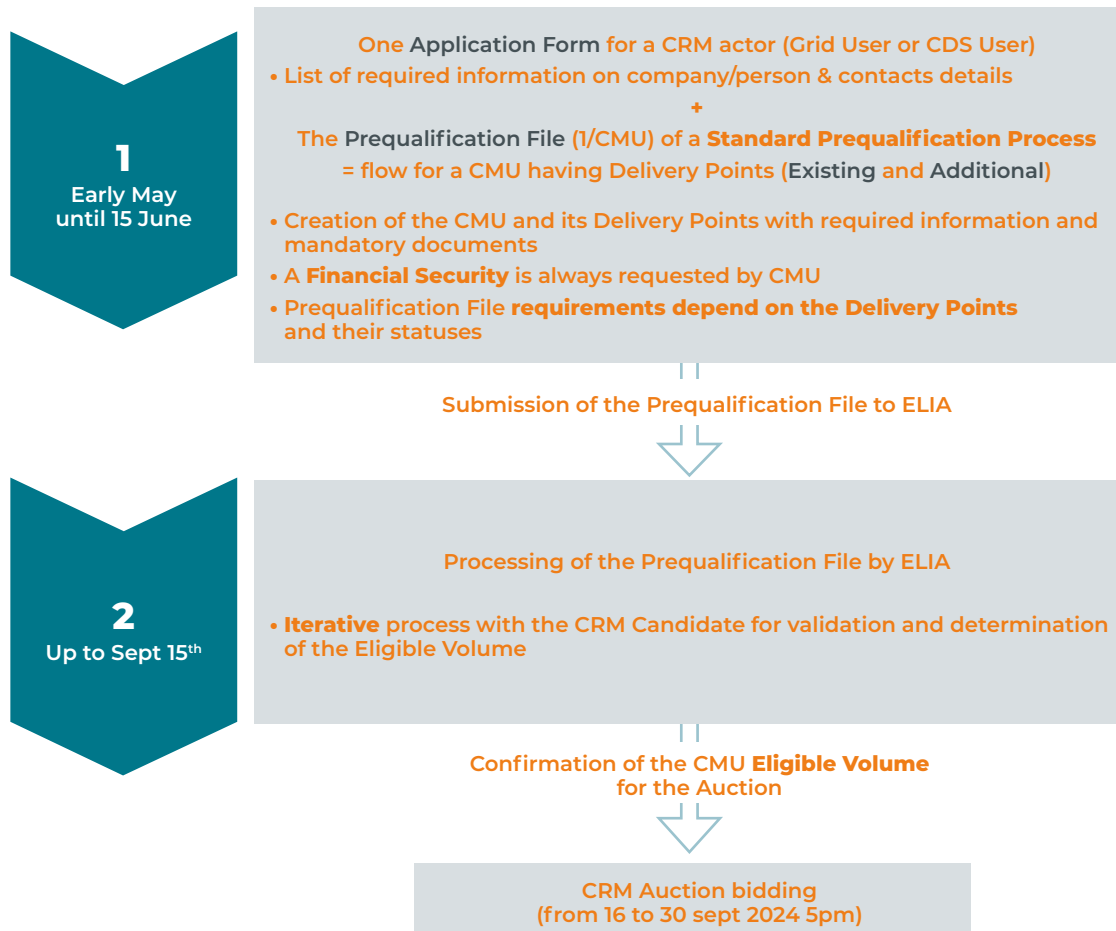 One Application Form for a CRM actor (Grid User or CDS User)
• List of required information on company/person & contacts details
+
The Prequalification File (1/CMU) of a Standard Prequalification Process
= flow for a CMU having Delivery Points (Existing and Additional)
1
Early May
until 15 June
• Creation of the CMU and its Delivery Points with required information and
mandatory documents
• A Financial Security is always requested by CMU
• Prequalification File requirements depend on the Delivery Points
and their statuses
Submission of the Prequalification File to ELIA
Processing of the Prequalification File by ELIA
2
Up to Sept 15th
• Iterative process with the CRM Candidate for validation and determination
of the Eligible Volume
Confirmation of the CMU Eligible Volume
for the Auction
CRM Auction bidding
(from 16 to 30 sept 2024 5pm)